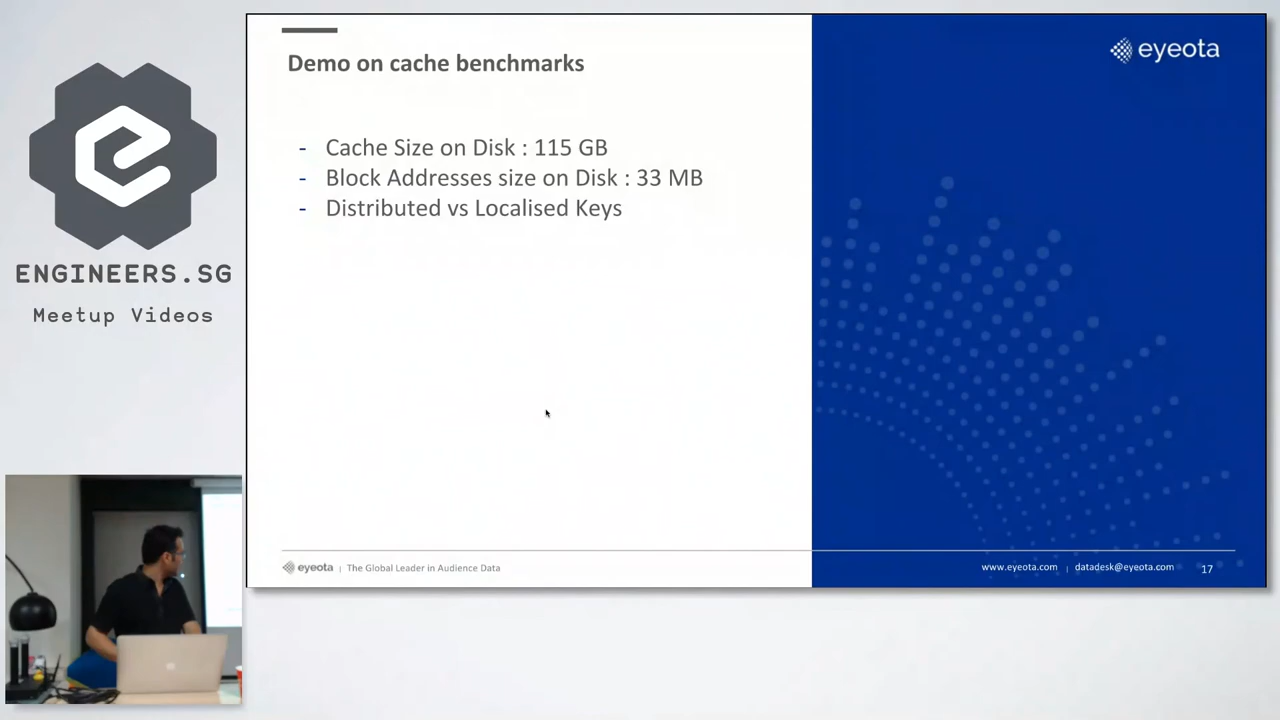 ENGINEERS.SG
Meetup Videos
Demo on cache benchmarks
- Cache Size on Disk : 115 GB
- Block Addresses size on Disk : 33 MB
- Distributed vs Localised Keys
eyeota
eyeota | The Global Leader in Audience Data
www.eyeota.com | datadesk@eyeota.com 17